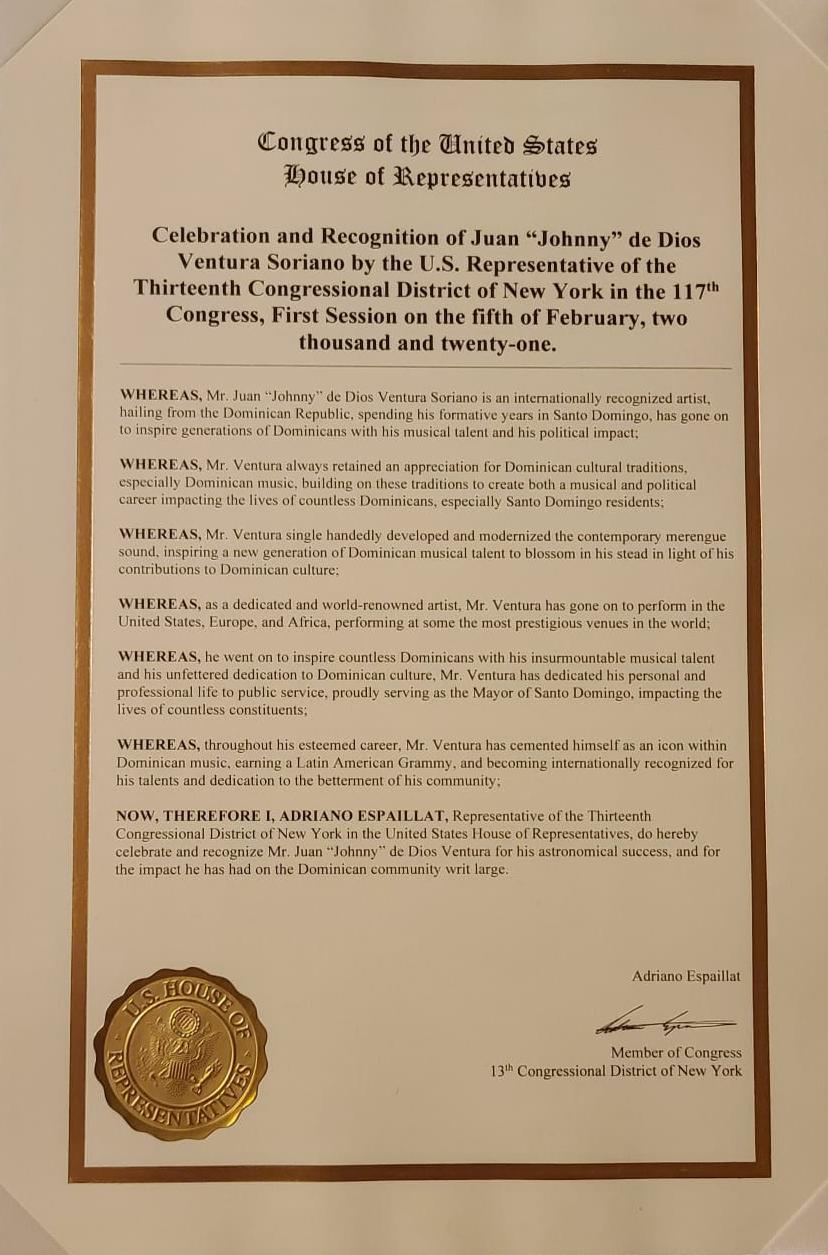 Congress of the United States
House of Representatives
Celebration and Recognition of Juan “Johnny” de Dios
Ventura Soriano by the U.S. Representative of the
Thirteenth Congressional District of New York in the 117th
Congress, First Session on the fifth of February, two
thousand and twenty-one.
WHEREAS, Mr. Juan “Johnny” de Dios Ventura Soriano is an internationally recognized artist,
hailing from the Dominican Republic, spending his formative years in Santo Domingo, has gone on
to inspire generations of Dominicans with his musical talent and his political impact;
WHEREAS, Mr. Ventura always retained an appreciation for Dominican cultural traditions,
especially Dominican music, building on these traditions to create both a musical and political
career impacting the lives of countless Dominicans, especially Santo Domingo residents;
WHEREAS, Mr. Ventura single handedly developed and modernized the contemporary merengue
sound, inspiring a new generation of Dominican musical talent to blossom in his stead in light of his
contributions to Dominican culture;
WHEREAS, as a dedicated and world-renowned artist, Mr. Ventura has gone on to perform in the
United States, Europe, and Africa, performing at some the most prestigious venues in the world;
WHEREAS, he went on to inspire countless Dominicans with his insurmountable musical talent
and his unfettered dedication to Dominican culture, Mr. Ventura has dedicated his personal and
professional life to public service, proudly serving as the Mayor of Santo Domingo, impacting the
lives of countless constituents;
WHEREAS, throughout his esteemed career, Mr. Ventura has cemented himself as an icon within
Dominican music, earning a Latin American Grammy, and becoming internationally recognized for
his talents and dedication to the betterment of his community;
NOW, THEREFORE I, ADRIANO ESPAILLAT, Representative of the Thirteenth
Congressional District of New York in the United States House of Representatives, do hereby
celebrate and recognize Mr. Juan “Johnny” de Dios Ventura for his astronomical success, and for
the impact he has had on the Dominican community writ large.
Adriano Espaillat
Member of Congress
13th Congressional District of New York
U.S. HOUSE OF
REPRESENTATIVES